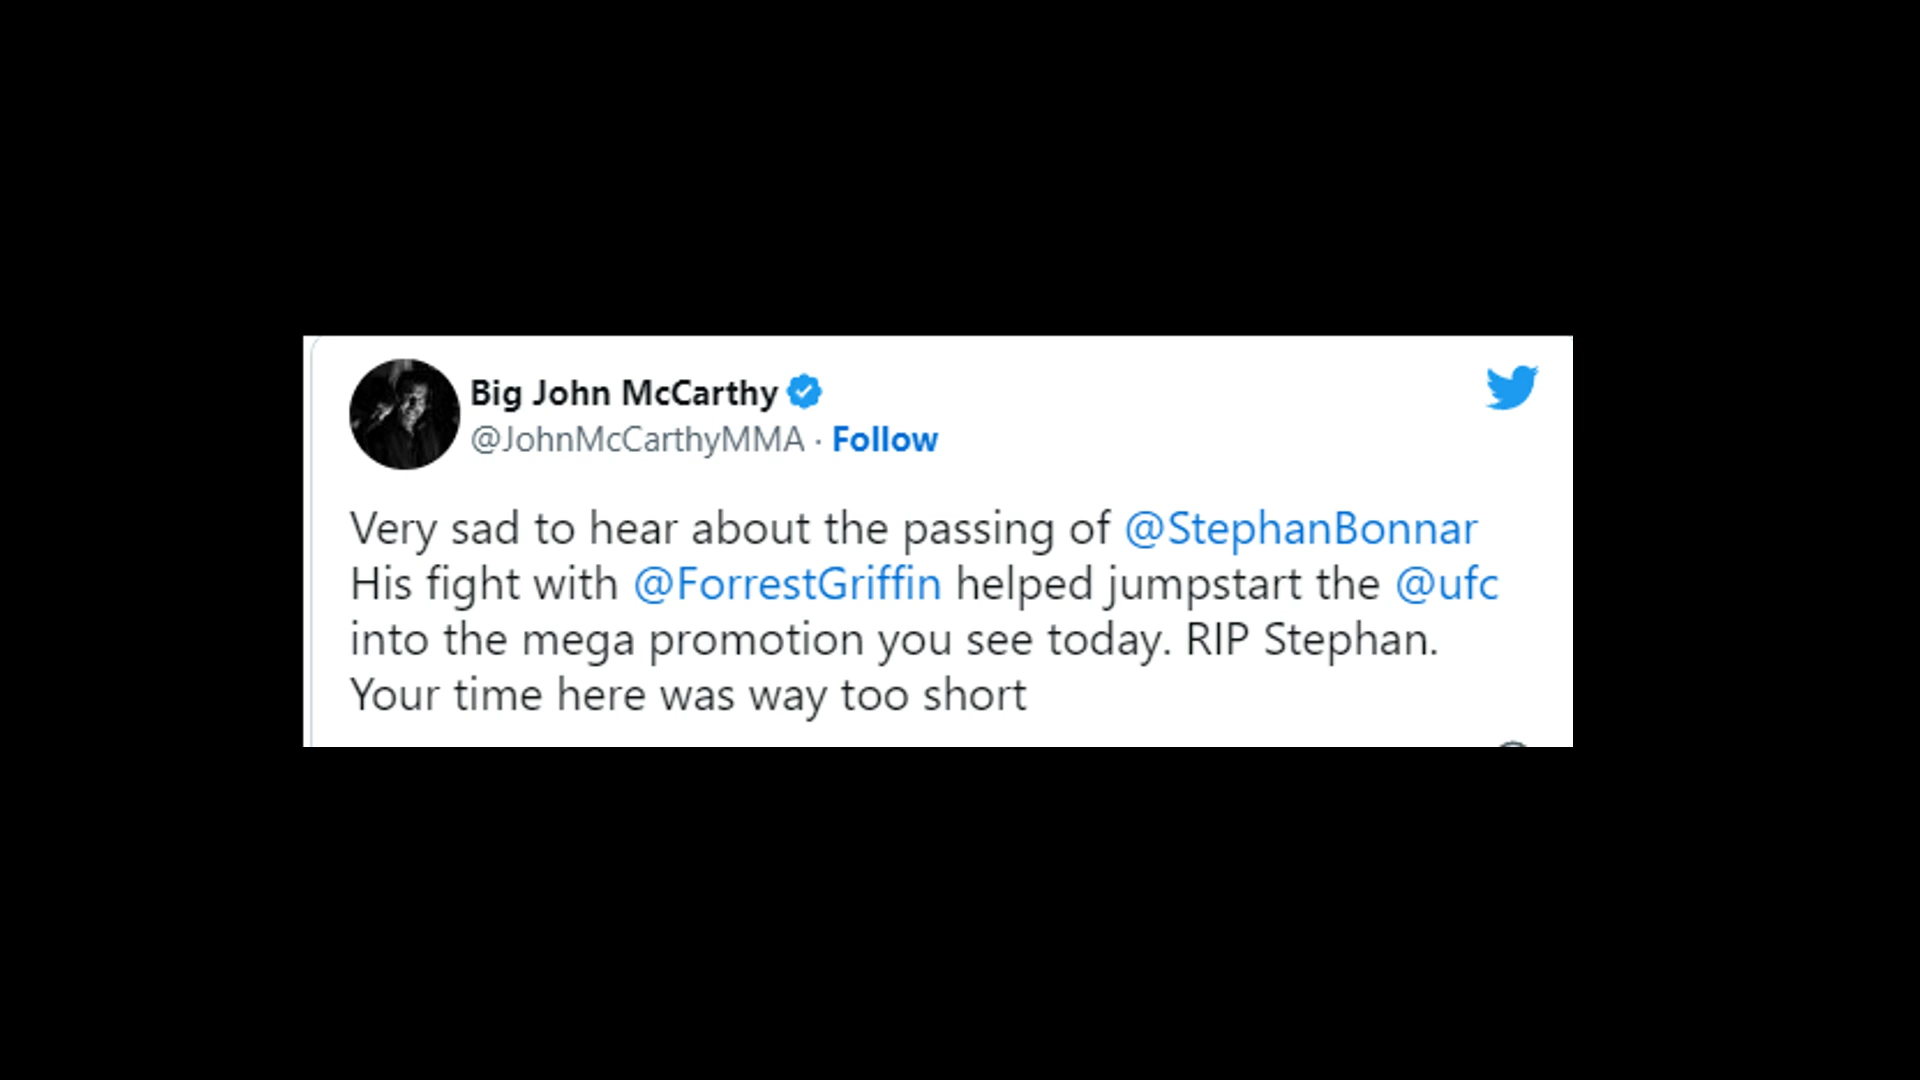 Big John McCarthy
@JohnMcCarthyMMA · Follow
Very sad to hear about the passing of @StephanBonnar
His fight with @ForrestGriffin helped jumpstart the @ufc
into the mega promotion you see today. RIP Stephan.
Your time here was way too short